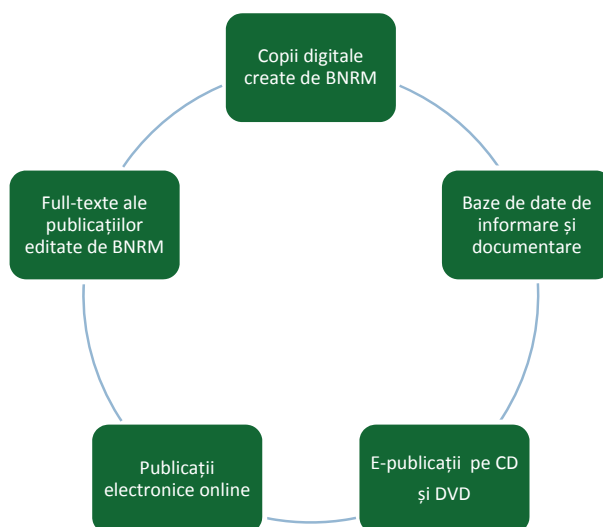 Copii digitale
create de BNRM
Baze de date de
informare și
documentare
E-publicații pe CD
și DVD
Publicații
electronice online
Full-texte ale
publicațiilor
editate de BNRM